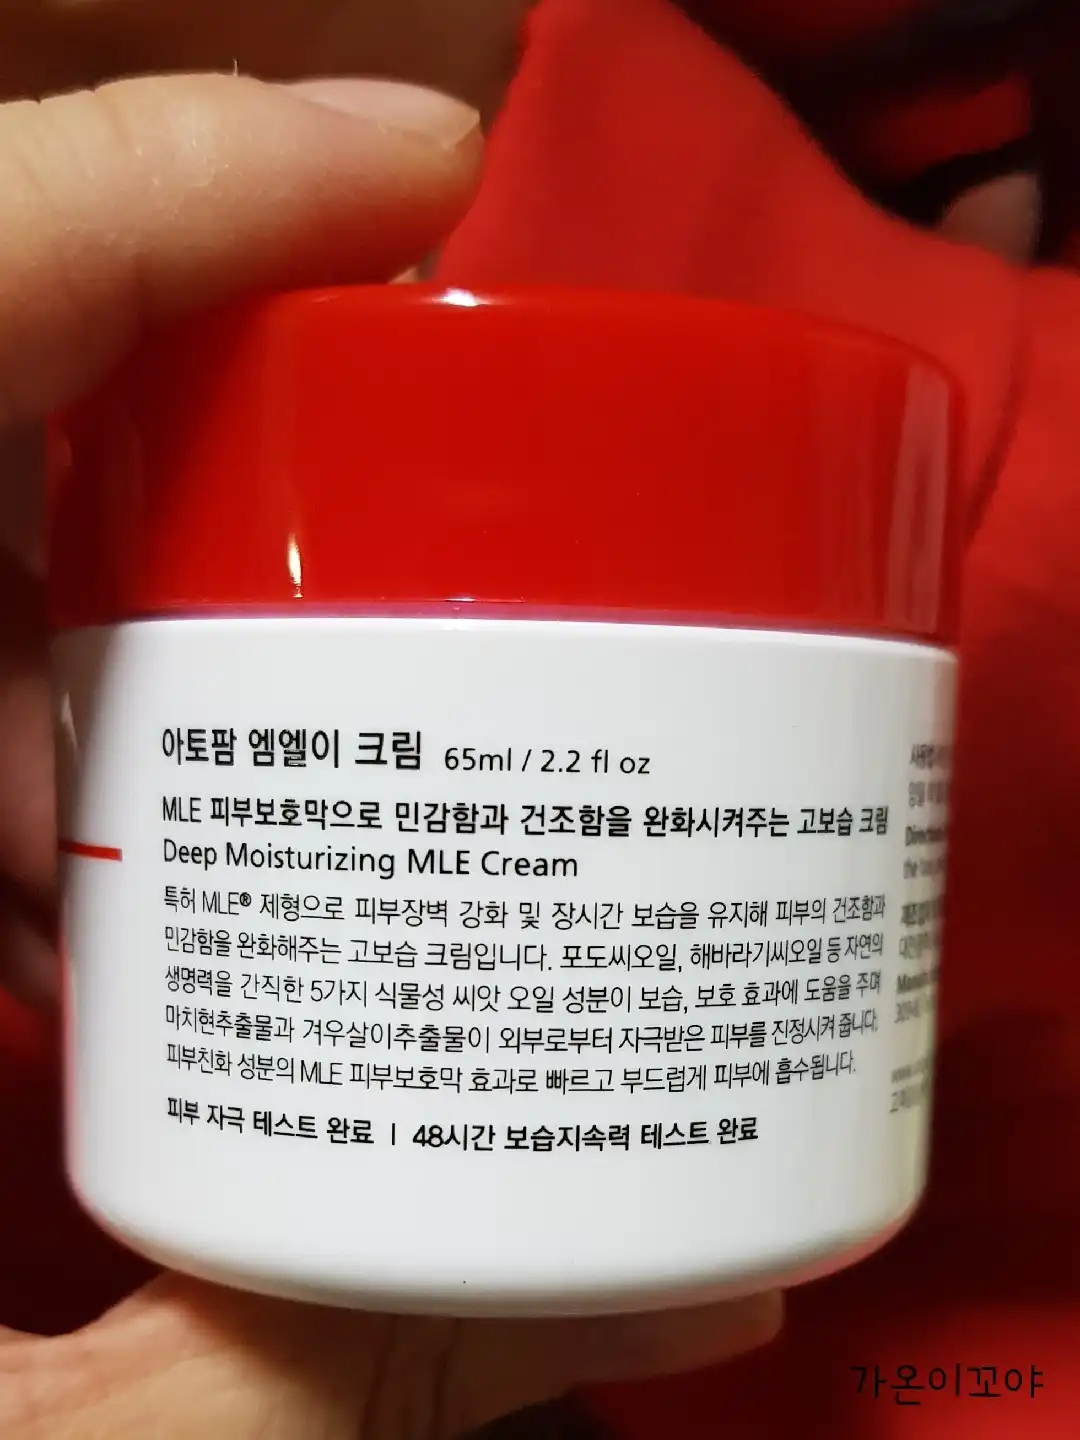 아토팜 엠엘이 크림 65ml / 2.2 fl oz
MLE 피부보호막으로 민감함과 건조함을 완화시켜주는 고보습 크림
Deep Moisturizing MLE Cream
특허 MLE® 제형으로 피부장벽 강화 및 장시간 보습을 유지해 피부의 건조함과
민감함을 완화해주는 고보습 크림입니다. 포도씨오일, 해바라기씨오일 등 자연의
생명력을 간직한 5가지 식물성 씨앗 오일 성분이 보습, 보호 효과에 도움을 주며
마치현추출물과 겨우살이추출물이 외부로부터 자극받은 피부를 진정시켜 줍니다.
피부친화 성분의 MLE 피부보호막 효과로 빠르고 부드럽게 피부에 흡수됩니다.
피부 자극 테스트 완료 | 48시간 보습지속력 테스트 완료
사용법
가온이꼬야